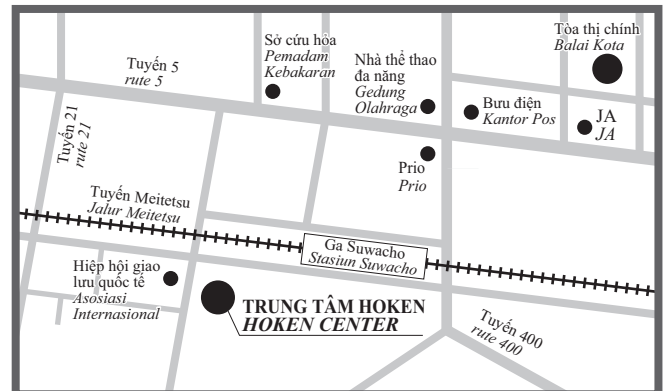 Tòa thị chính
Balai Kota
Sở cứu hỏa
Pemadam
Kebakaran
Nhà thể thao
đa năng
Gedung
Olahraga
Tuyến 5
rute 5
Bưu điện
Kantor Pos
JA
JA
Tuyến 21
rute 21
Prio
Prio
Tuyến Meitetsu
Jalur Meitetsu
Ga Suwacho
Stasiun Suwacho
Hiệp hội giao
lưu quốc tế
Asosiasi
Internasional
TRUNG TÂM HOKEN
HOKEN CENTER
Tuyến 400
rute 400